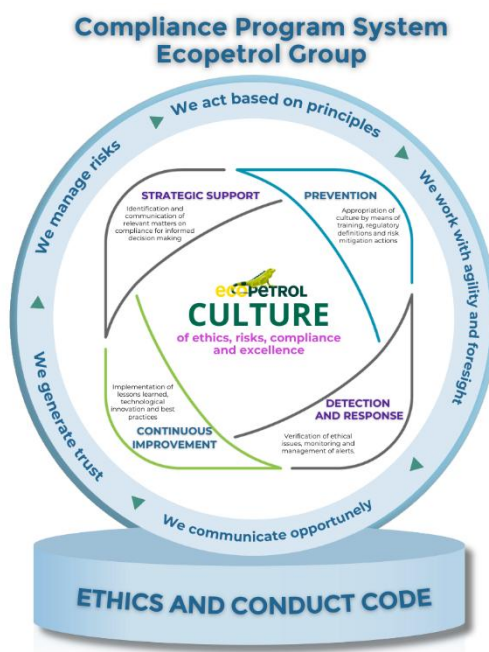 Compliance Program System
Ecopetrol Group
We act based on principles
We work with agility and foresight
We communicate opportunely
We generate trust
We manage risks
STRATEGIC SUPPORT
Identification and
communication of
relevant matters on
compliance for informed
decision making
PREVENTION
Appropriation of
culture by means of
training, regulatory
definitions and risk
mitigation actions
ecoPETROL
CULTURE
of ethics, risks, compliance
and excellence
Implementation of
lessons learned,
technological
innovation and best
practices
CONTINUOUS
IMPROVEMENT
DETECTION
AND RESPONSE
Verification of ethical
issues, monitoring and
management of alerts.
ETHICS AND CONDUCT CODE